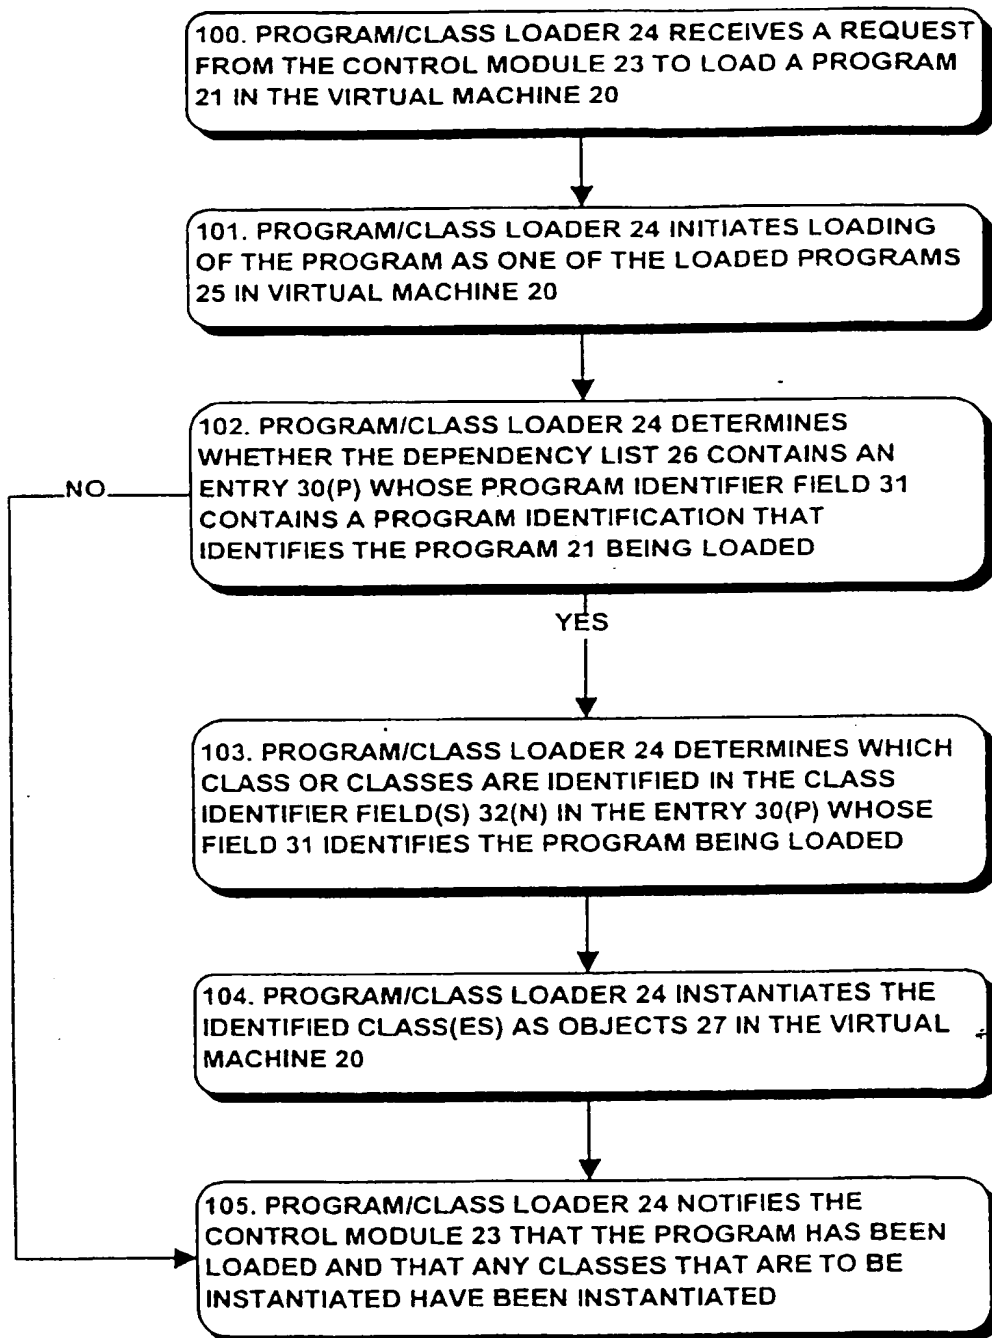 100. PROGRAM/CLASS LOADER 24 RECEIVES A REQUEST
FROM THE CONTROL MODULE 23 TO LOAD A PROGRAM
21 IN THE VIRTUAL MACHINE 20
101. PROGRAM/CLASS LOADER 24 INITIATES LOADING
OF THE PROGRAM AS ONE OF THE LOADED PROGRAMS
25 IN VIRTUAL MACHINE 20
102. PROGRAM/CLASS LOADER 24 DETERMINES
WHETHER THE DEPENDENCY LIST 26 CONTAINS AN
ENTRY 30(P) WHOSE PROGRAM IDENTIFIER FIELD 31
CONTAINS A PROGRAM IDENTIFICATION THAT
IDENTIFIES THE PROGRAM 21 BEING LOADED
NO
YES
103. PROGRAM/CLASS LOADER 24 DETERMINES WHICH
CLASS OR CLASSES ARE IDENTIFIED IN THE CLASS
IDENTIFIER FIELD(S) 32(N) IN THE ENTRY 30(P) WHOSE
FIELD 31 IDENTIFIES THE PROGRAM BEING LOADED
104. PROGRAM/CLASS LOADER 24 INSTANTIATES THE
IDENTIFIED CLASS(ES) AS OBJECTS 27 IN THE VIRTUAL
MACHINE 20
105. PROGRAM/CLASS LOADER 24 NOTIFIES THE
CONTROL MODULE 23 THAT THE PROGRAM HAS BEEN
LOADED AND THAT ANY CLASSES THAT ARE TO BE
INSTANTIATED HAVE BEEN INSTANTIATED